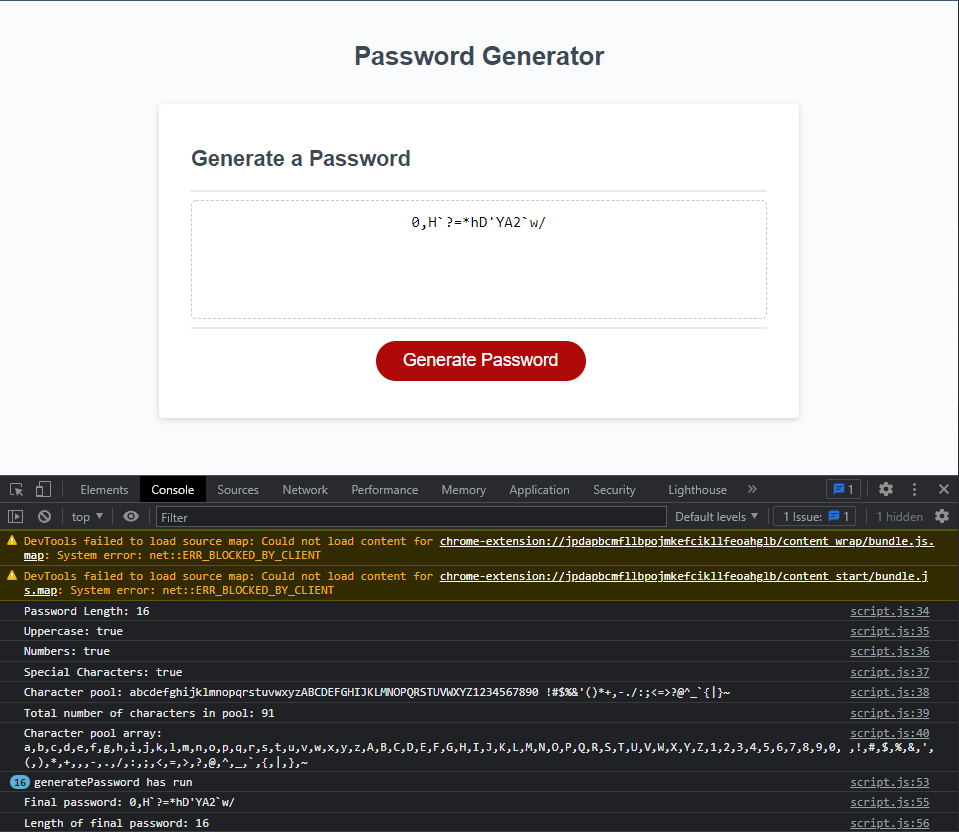 Password Generator
Generate a Password
0,H`?=*hD'YA2`w/
Generate Password
Elements Console Sources Network Performance Memory Application Security Lighthouse » 1
top ▼ Filter Default levels ▼ 1 Issue: 1 1 hidden
DevTools failed to load source map: Could not load content for chrome-extension://jpdapbcmfllbpojmkefcikllfeoahglb/content_wrap/bundle.js.
map: System error: net::ERR_BLOCKED_BY_CLIENT
DevTools failed to load source map: Could not load content for chrome-extension://jpdapbcmfllbpojmkefcikllfeoahglb/content_start/bundle.j
s.map: System error: net::ERR_BLOCKED_BY_CLIENT
Password Length: 16 script.js:34
Uppercase: true script.js:35
Numbers: true script.js:36
Special Characters: true script.js:37
Character pool: abcdefghijklmnopqrstuvwxyzABCDEFGHIJKLMNOPQRSTUVWXYZ1234567890 !#$%&'()*+,-./:;<=>?@^_`{|}~ script.js:38
Total number of characters in pool: 91 script.js:39
Character pool array: script.js:40
a,b,c,d,e,f,g,h,i,j,k,l,m,n,o,p,q,r,s,t,u,v,w,x,y,z,A,B,C,D,E,F,G,H,I,J,K,L,M,N,O,P,Q,R,S,T,U,V,W,X,Y,Z,1,2,3,4,5,6,7,8,9,0, ,!,#,$,%,&,',
(,),*,+,,,-,.,/,:,;,<,=,>,?,@,^,_,`,{,|,},~
16 generatePassword has run script.js:53
Final password: 0,H`?=*hD'YA2`w/ script.js:55
Length of final password: 16 script.js:56